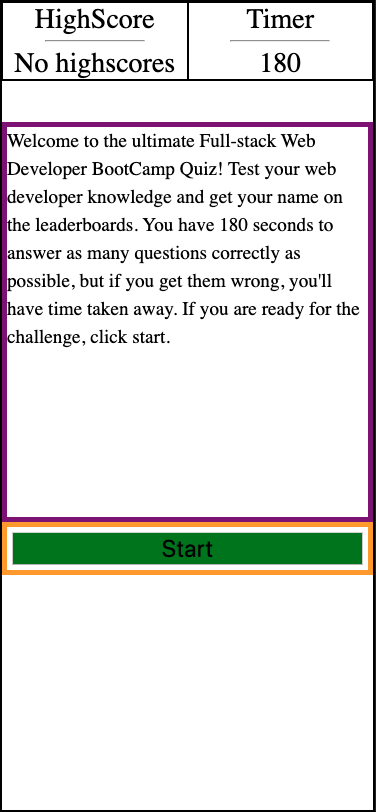 HighScore
No highscores
Timer
180
Welcome to the ultimate Full-stack Web
Developer BootCamp Quiz! Test your web
developer knowledge and get your name on
the leaderboards. You have 180 seconds to
answer as many questions correctly as
possible, but if you get them wrong, you'll
have time taken away. If you are ready for the
challenge, click start.
Start